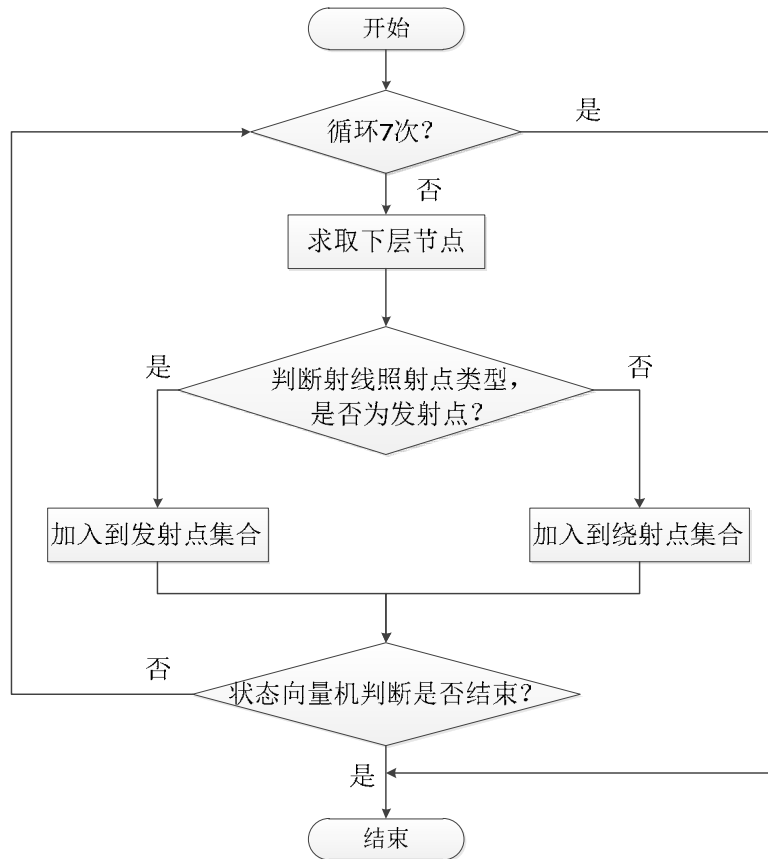 开始
循环7次？
是
否
求取下层节点
是
判断射线照射点类型，
是否为发射点？
否
加入到发射点集合
加入到绕射点集合
否
状态向量机判断是否结束？
是
结束